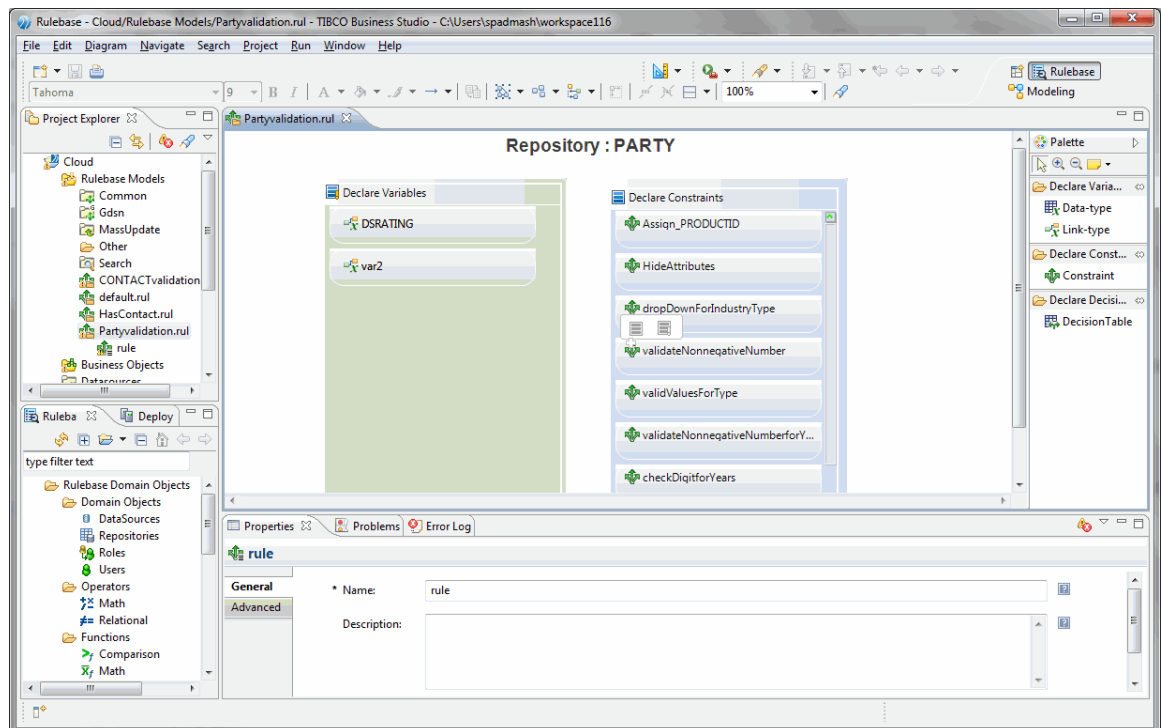 Rulebase - Cloud/Rulebase Models/Partyvalidation.rul - TIBCO Business Studio - C:\Users\spadmash\workspace116
File Edit Diagram Navigate Search Project Run Window Help
Rulebase
Tahoma 9 B I A 100% Modeling
Project Explorer
Partyvalidation.rul
Cloud
Rulebase Models
Common
Gdsn
MassUpdate
Other
Search
CONTACTvalidation
default.rul
HasContact.rul
Partyvalidation.rul
rule
Business Objects
Datasources
Repository : PARTY
Declare Variables
DSRATING
var2
Declare Constraints
Assign_PRODUCTID
HideAttributes
dropDownForIndustryType
validateNonnegativeNumber
validValuesForType
validateNonnegativeNumberforY...
checkDigitforYears
Palette
Declare Varia...
Data-type
Link-type
Declare Const...
Constraint
Declare Decisi...
DecisionTable
Ruleba Deploy
type filter text
Rulebase Domain Objects
Domain Objects
DataSources
Repositories
Roles
Users
Operators
Math
Relational
Functions
Comparison
Math
Properties Problems Error Log
rule
General
Advanced
* Name: rule
Description: